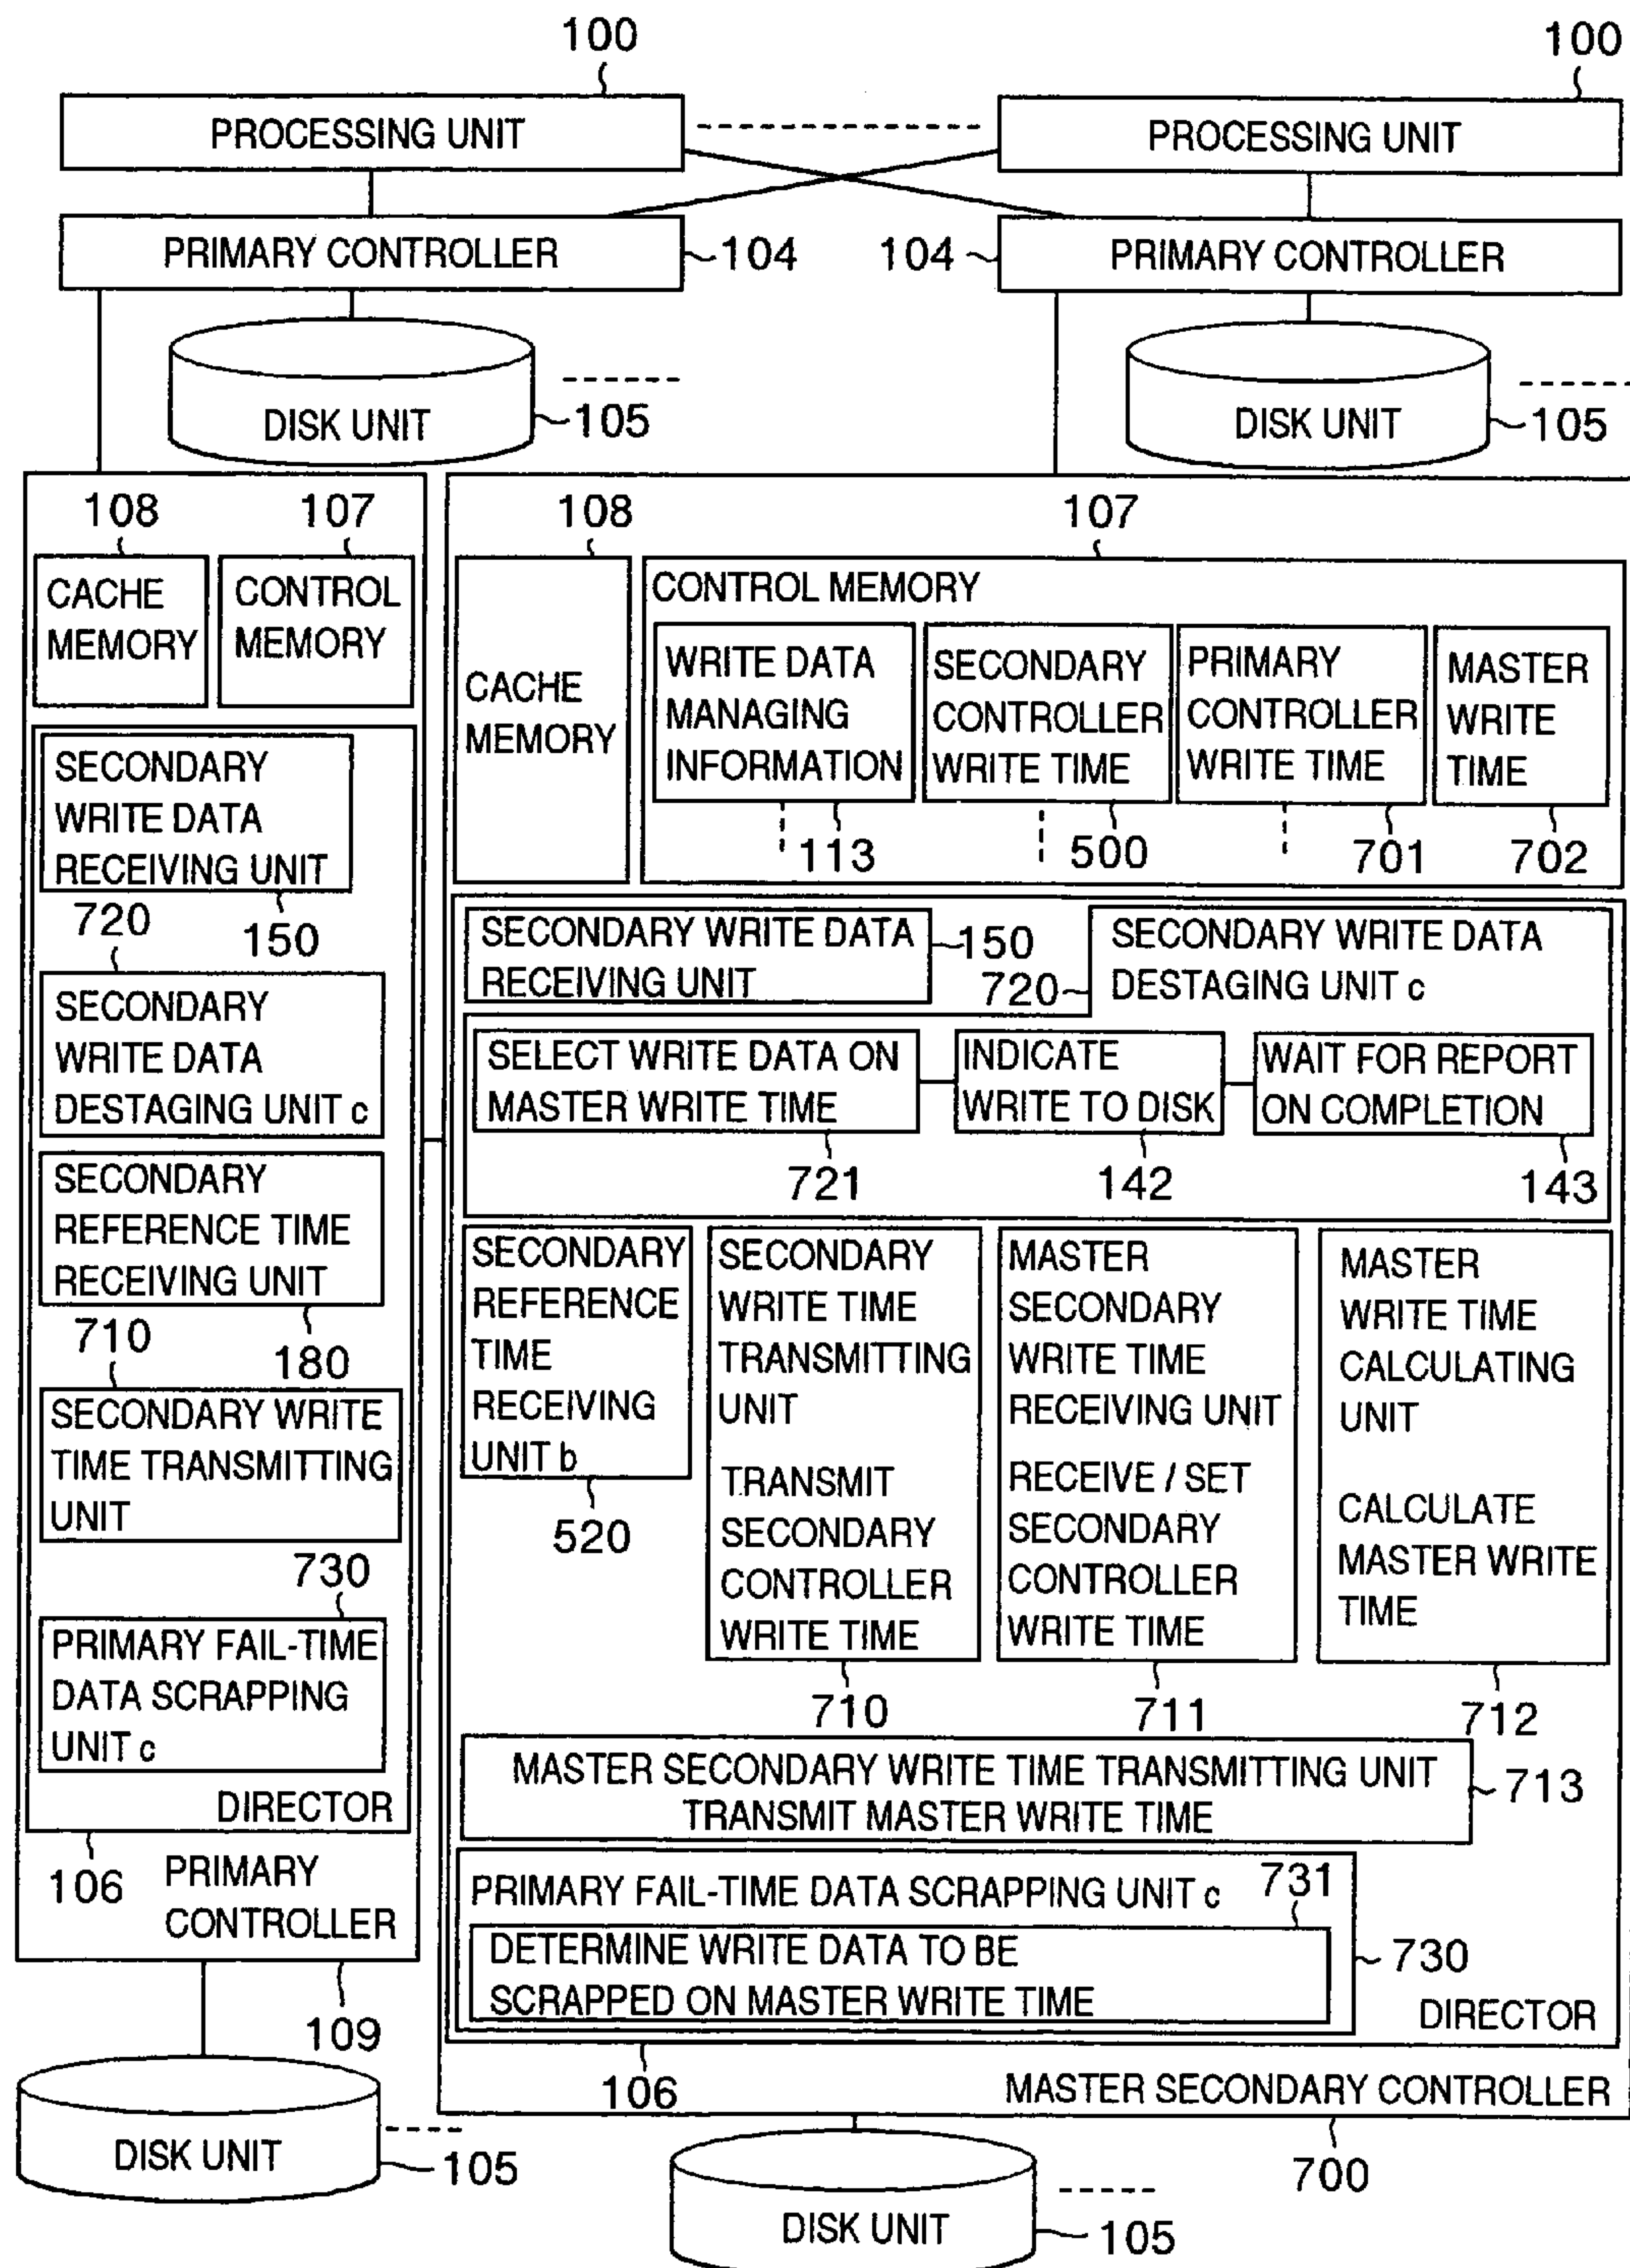 100
100
PROCESSING UNIT
PROCESSING UNIT
PRIMARY CONTROLLER
104
104
PRIMARY CONTROLLER
DISK UNIT
105
DISK UNIT
105
108
107
CACHE
MEMORY
CONTROL
MEMORY
SECONDARY
WRITE DATA
RECEIVING UNIT
720
150
SECONDARY
WRITE DATA
DESTAGING UNIT c
SECONDARY
REFERENCE TIME
RECEIVING UNIT
710
180
SECONDARY WRITE
TIME TRANSMITTING
UNIT
730
PRIMARY FAIL-TIME
DATA SCRAPPING
UNIT c
DIRECTOR
106
PRIMARY
CONTROLLER
109
DISK UNIT
105
108
107
CACHE
MEMORY
CONTROL MEMORY
WRITE DATA
MANAGING
INFORMATION
SECONDARY
CONTROLLER
WRITE TIME
PRIMARY
CONTROLLER
WRITE TIME
MASTER
WRITE
TIME
113
500
701
702
SECONDARY WRITE DATA
RECEIVING UNIT
150
720
SECONDARY WRITE DATA
DESTAGING UNIT c
SELECT WRITE DATA ON
MASTER WRITE TIME
INDICATE
WRITE TO DISK
WAIT FOR REPORT
ON COMPLETION
721
142
143
SECONDARY
REFERENCE
TIME
RECEIVING
UNIT b
520
SECONDARY
WRITE TIME
TRANSMITTING
UNIT
TRANSMIT
SECONDARY
CONTROLLER
WRITE TIME
710
MASTER
SECONDARY
WRITE TIME
RECEIVING UNIT
RECEIVE / SET
SECONDARY
CONTROLLER
WRITE TIME
711
MASTER
WRITE TIME
CALCULATING
UNIT
CALCULATE
MASTER WRITE
TIME
712
MASTER SECONDARY WRITE TIME TRANSMITTING UNIT
TRANSMIT MASTER WRITE TIME
713
PRIMARY FAIL-TIME DATA SCRAPPING UNIT c
731
DETERMINE WRITE DATA TO BE
SCRAPPED ON MASTER WRITE TIME
730
DIRECTOR
106
MASTER SECONDARY CONTROLLER
700
DISK UNIT
105